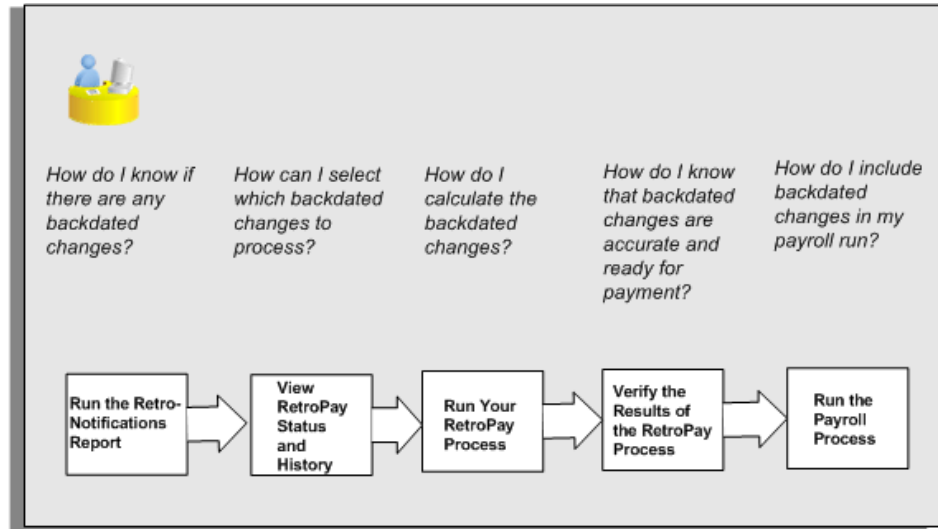 How do I know if
there are any
backdated
changes?
How can I select
which backdated
changes to
process?
How do I
calculate the
backdated
changes?
How do I know
that backdated
changes are
accurate and
ready for
payment?
How do I include
backdated
changes in my
payroll run?
Run the Retro-
Notifications
Report
View
RetroPay
Status
and
History
Run Your
RetroPay
Process
Verify the
Results of
the RetroPay
Process
Run the
Payroll
Process